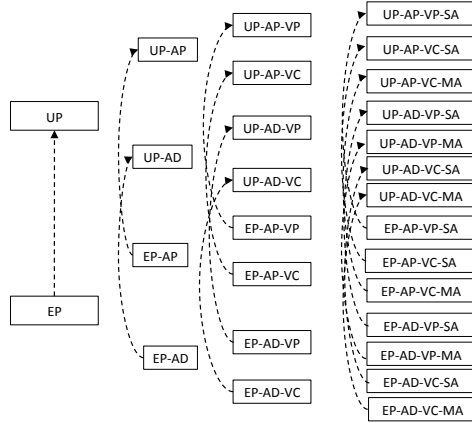 UP
EP
UP-AP
UP-AD
EP-AP
EP-AD
UP-AP-VP
UP-AP-VC
UP-AD-VP
UP-AD-VC
EP-AP-VP
EP-AP-VC
EP-AD-VP
EP-AD-VC
UP-AP-VP-SA
UP-AP-VC-SA
UP-AP-VC-MA
UP-AD-VP-SA
UP-AD-VP-MA
UP-AD-VC-SA
UP-AD-VC-MA
EP-AP-VP-SA
EP-AP-VC-SA
EP-AP-VC-MA
EP-AD-VP-SA
EP-AD-VP-MA
EP-AD-VC-SA
EP-AD-VC-MA